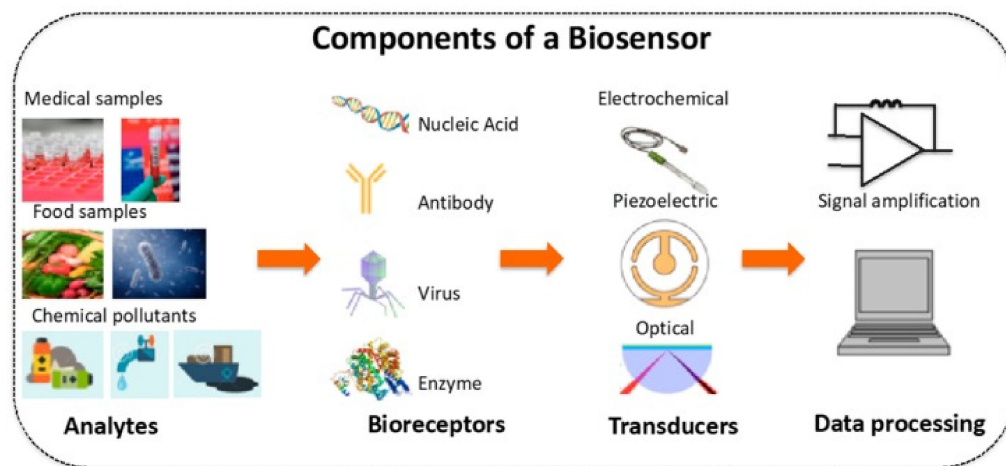 Components of a Biosensor
Medical samples
Food samples
Chemical pollutants
Analytes
Nucleic Acid
Antibody
Virus
Enzyme
Bioreceptors
Electrochemical
Piezoelectric
Optical
Transducers
Signal amplification
Data processing